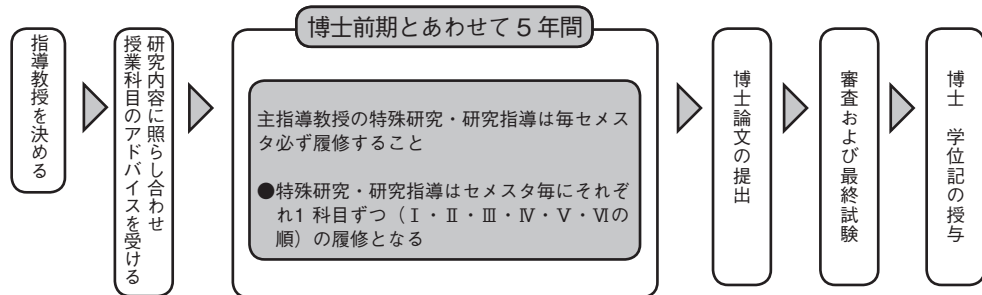 指導教授を決める
研究内容に照らし合わせ
授業科目のアドバイスを受ける
博士前期とあわせて5年間
主指導教授の特殊研究・研究指導は毎セメス
タ必ず履修すること
●特殊研究・研究指導はセメスタ毎にそれぞ
れ1 科目ずつ（Ⅰ・Ⅱ・Ⅲ・Ⅳ・Ⅴ・Ⅵの
順）の履修となる
博士論文の提出
審査および最終試験
博士 学位記の授与